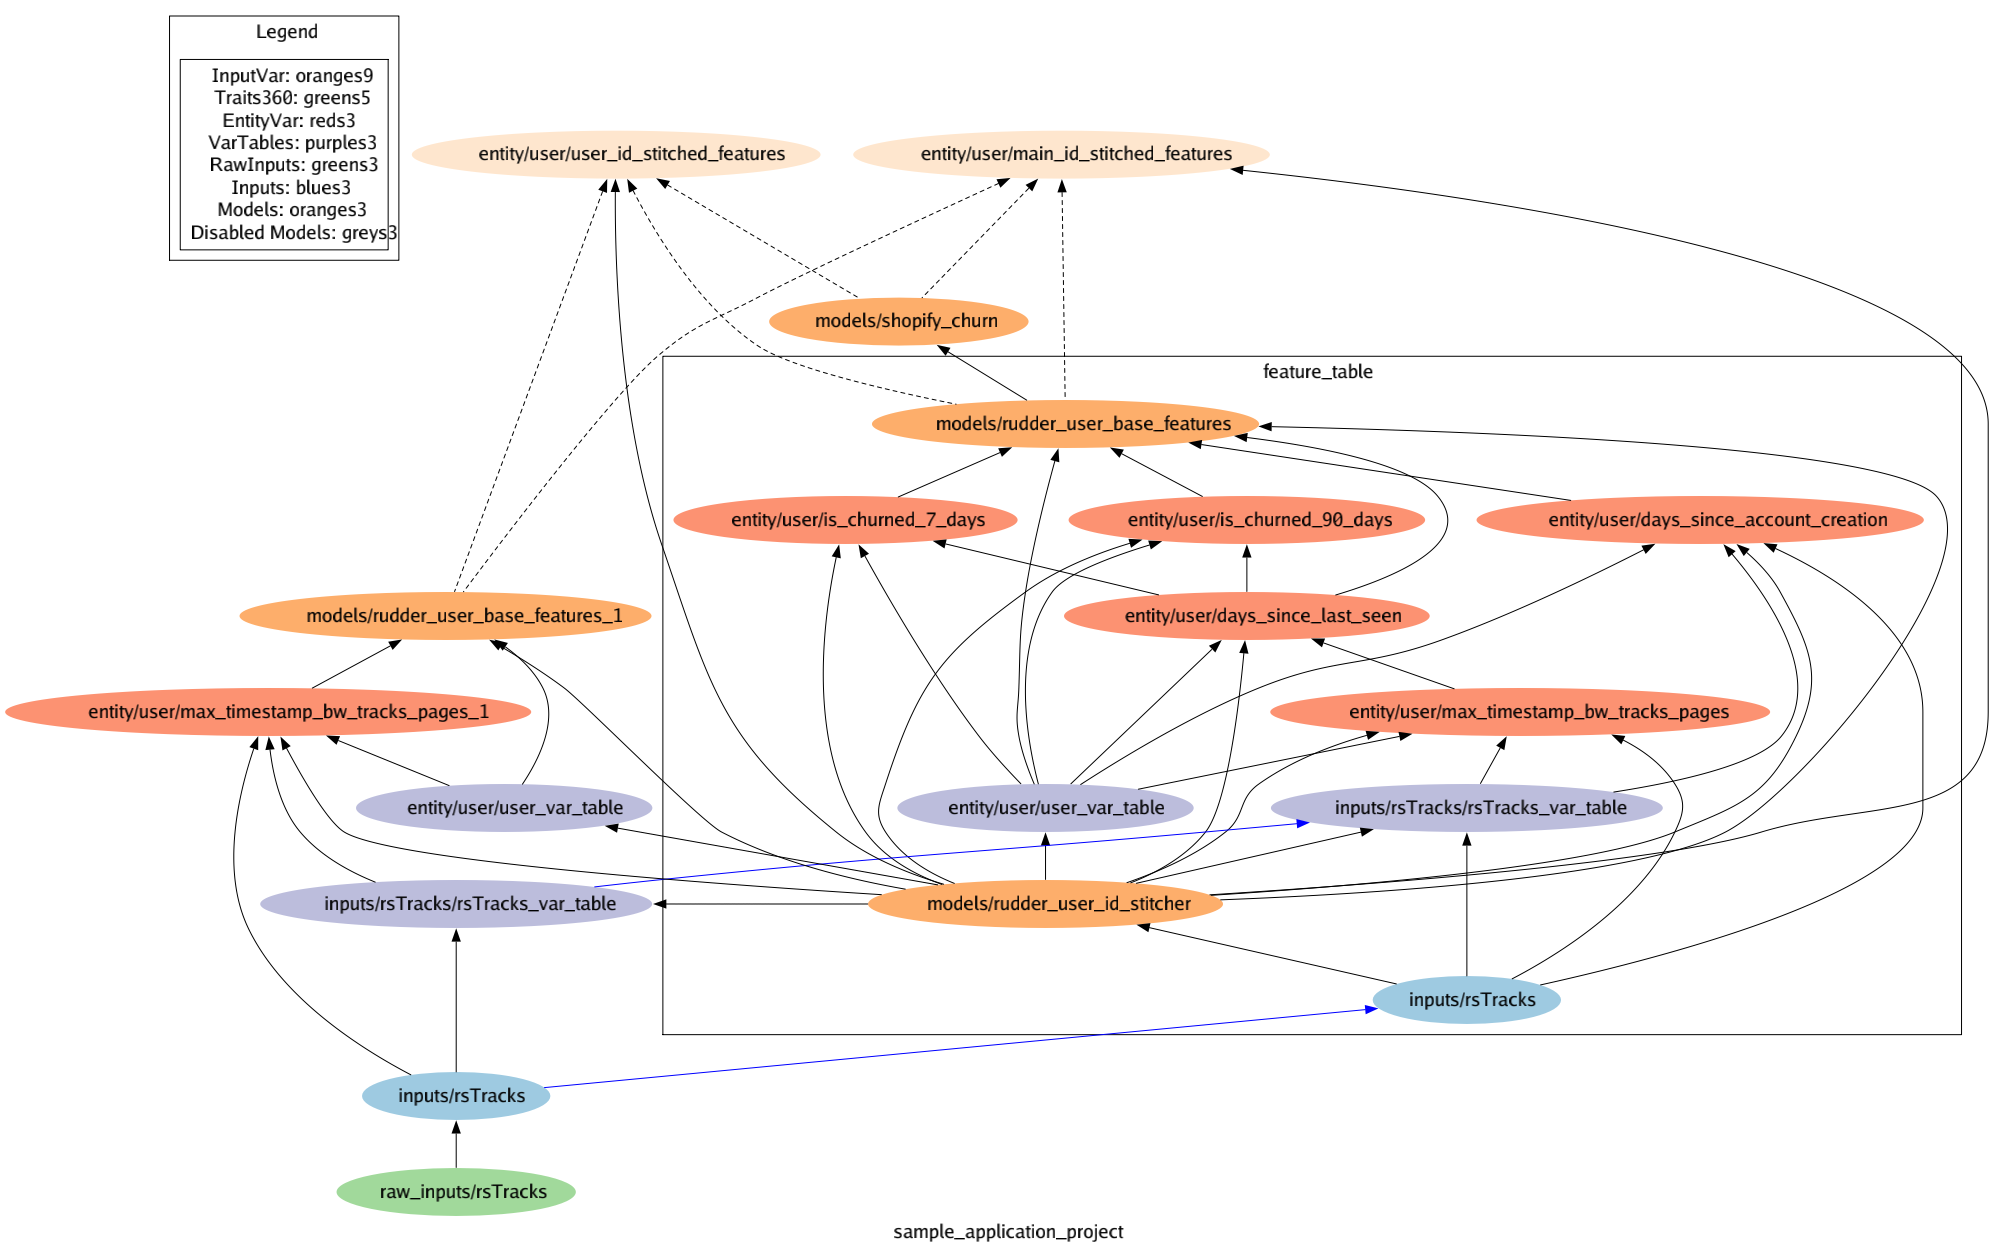 Legend
InputVar: oranges9
Traits360: greens5
EntityVar: reds3
VarTables: purples3
RawInputs: greens3
Inputs: blues3
Models: oranges3
Disabled Models: greys3
entity/user/user_id_stitched_features
entity/user/main_id_stitched_features
models/shopify_churn
feature_table
models/rudder_user_base_features
entity/user/is_churned_7_days
entity/user/is_churned_90_days
entity/user/days_since_account_creation
models/rudder_user_base_features_1
entity/user/days_since_last_seen
entity/user/max_timestamp_bw_tracks_pages_1
entity/user/max_timestamp_bw_tracks_pages
entity/user/user_var_table
entity/user/user_var_table
inputs/rsTracks/rsTracks_var_table
inputs/rsTracks/rsTracks_var_table
models/rudder_user_id_stitcher
inputs/rsTracks
inputs/rsTracks
raw_inputs/rsTracks
sample_application_project